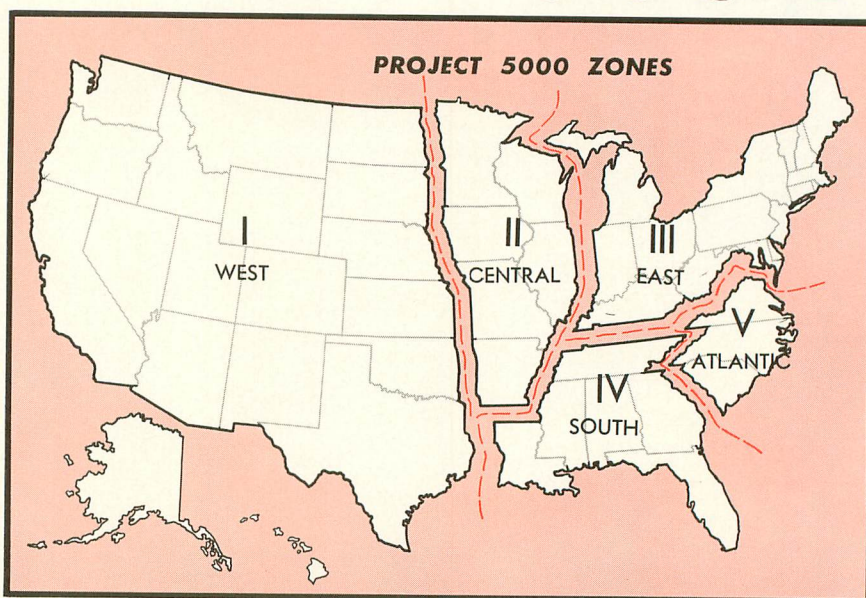 PROJECT 5000 ZONES
I
WEST
II
CENTRAL
III
EAST
IV
SOUTH
V
ATLANTIC